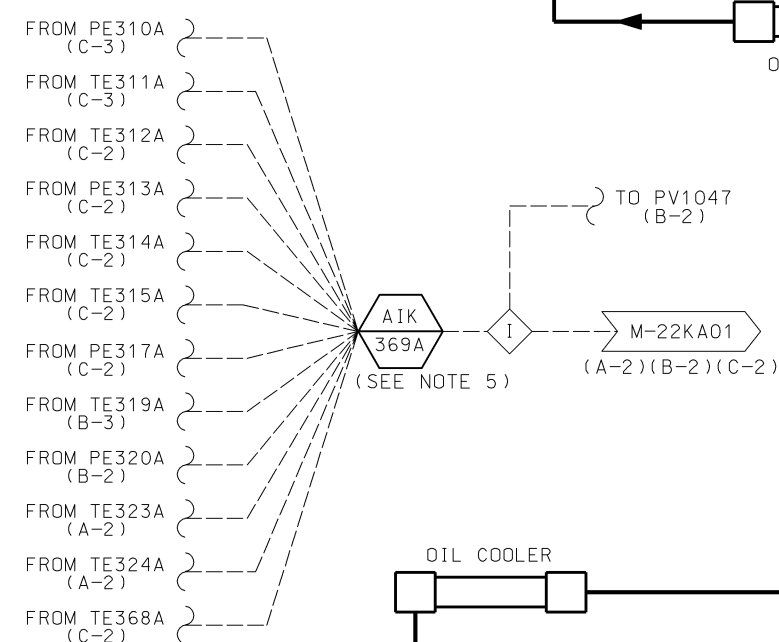 FROM PE310A
(C-3)
FROM TE311A
(C-3)
FROM TE312A
(C-2)
FROM PE313A
(C-2)
FROM TE314A
(C-2)
FROM TE315A
(C-2)
FROM PE317A
(C-2)
FROM TE319A
(B-3)
FROM PE320A
(B-2)
FROM TE323A
(A-2)
FROM TE324A
(A-2)
FROM TE368A
(C-2)
AIK
369A
(SEE NOTE 5)
I
TO PV1047
(B-2)
M-22KA01
(A-2)(B-2)(C-2)
OIL COOLER